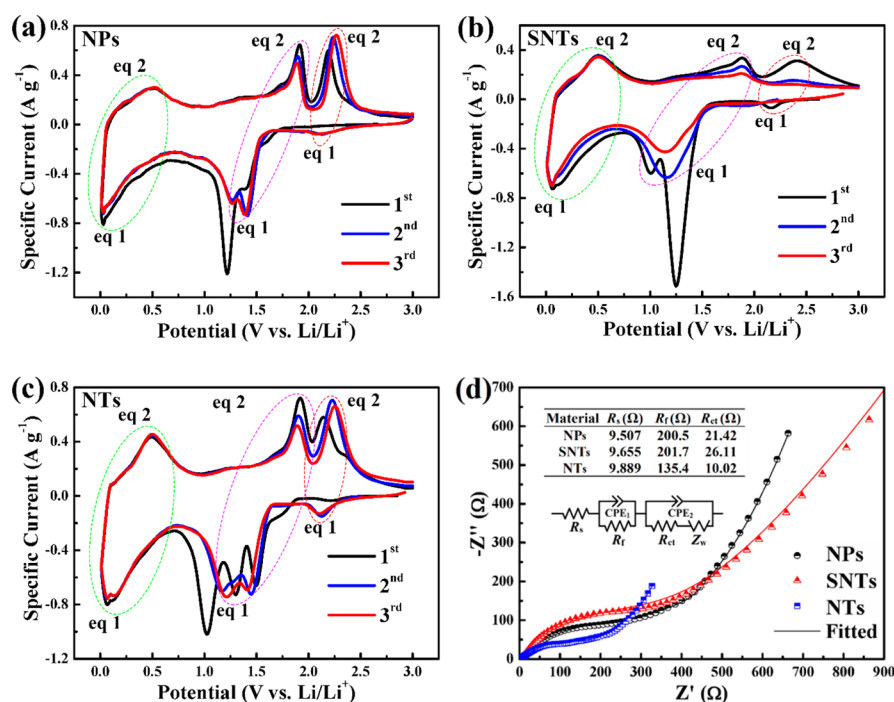 (a) NPs
eq 2
eq 2
eq 2
eq 1
eq 1
eq 1
1st
2nd
3rd
0.8
0.4
0.0
-0.4
-0.8
-1.2
0.0 0.5 1.0 1.5 2.0 2.5 3.0
Specific Current (A g-1)
Potential (V vs. Li/Li+)
(b) SNTs
eq 2
eq 2
eq 2
eq 1
eq 1
eq 1
1st
2nd
3rd
0.4
0.0
-0.4
-0.8
-1.2
-1.6
0.0 0.5 1.0 1.5 2.0 2.5 3.0
Specific Current (A g-1)
Potential (V vs. Li/Li+)
(c) NTs
eq 2
eq 2
eq 2
eq 1
eq 1
eq 1
1st
2nd
3rd
0.8
0.4
0.0
-0.4
-0.8
-1.2
0.0 0.5 1.0 1.5 2.0 2.5 3.0
Specific Current (A g-1)
Potential (V vs. Li/Li+)
(d)
Material Rs (Ω) Rf (Ω) Rct (Ω)
NPs 9.507 200.5 21.42
SNTs 9.655 201.7 26.11
NTs 9.889 135.4 10.02
CPE1 CPE2
Rs Rf Rct Zw
NPs
SNTs
NTs
Fitted
700
600
500
400
300
200
100
0
0 100 200 300 400 500 600 700 800 900
-Z'' (Ω)
Z' (Ω)